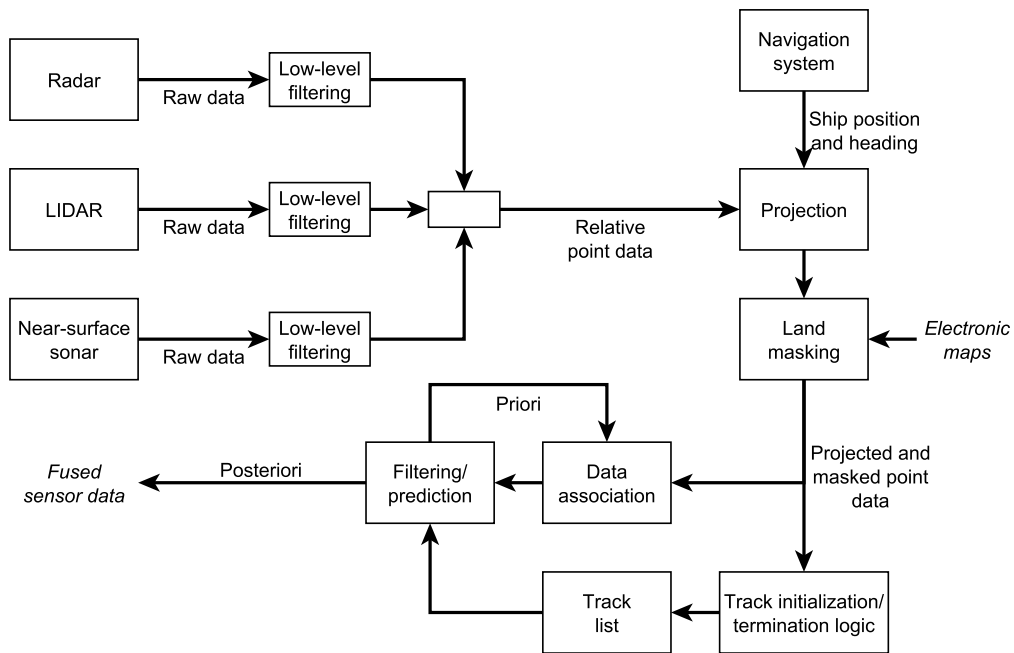 Radar
Raw data
Low-level
filtering
Navigation
system
Ship position
and heading
LIDAR
Raw data
Low-level
filtering
Relative
point data
Projection
Near-surface
sonar
Raw data
Low-level
filtering
Land
masking
Electronic
maps
Priori
Fused
sensor data
Posteriori
Filtering/
prediction
Data
association
Projected and
masked point
data
Track
list
Track initialization/
termination logic